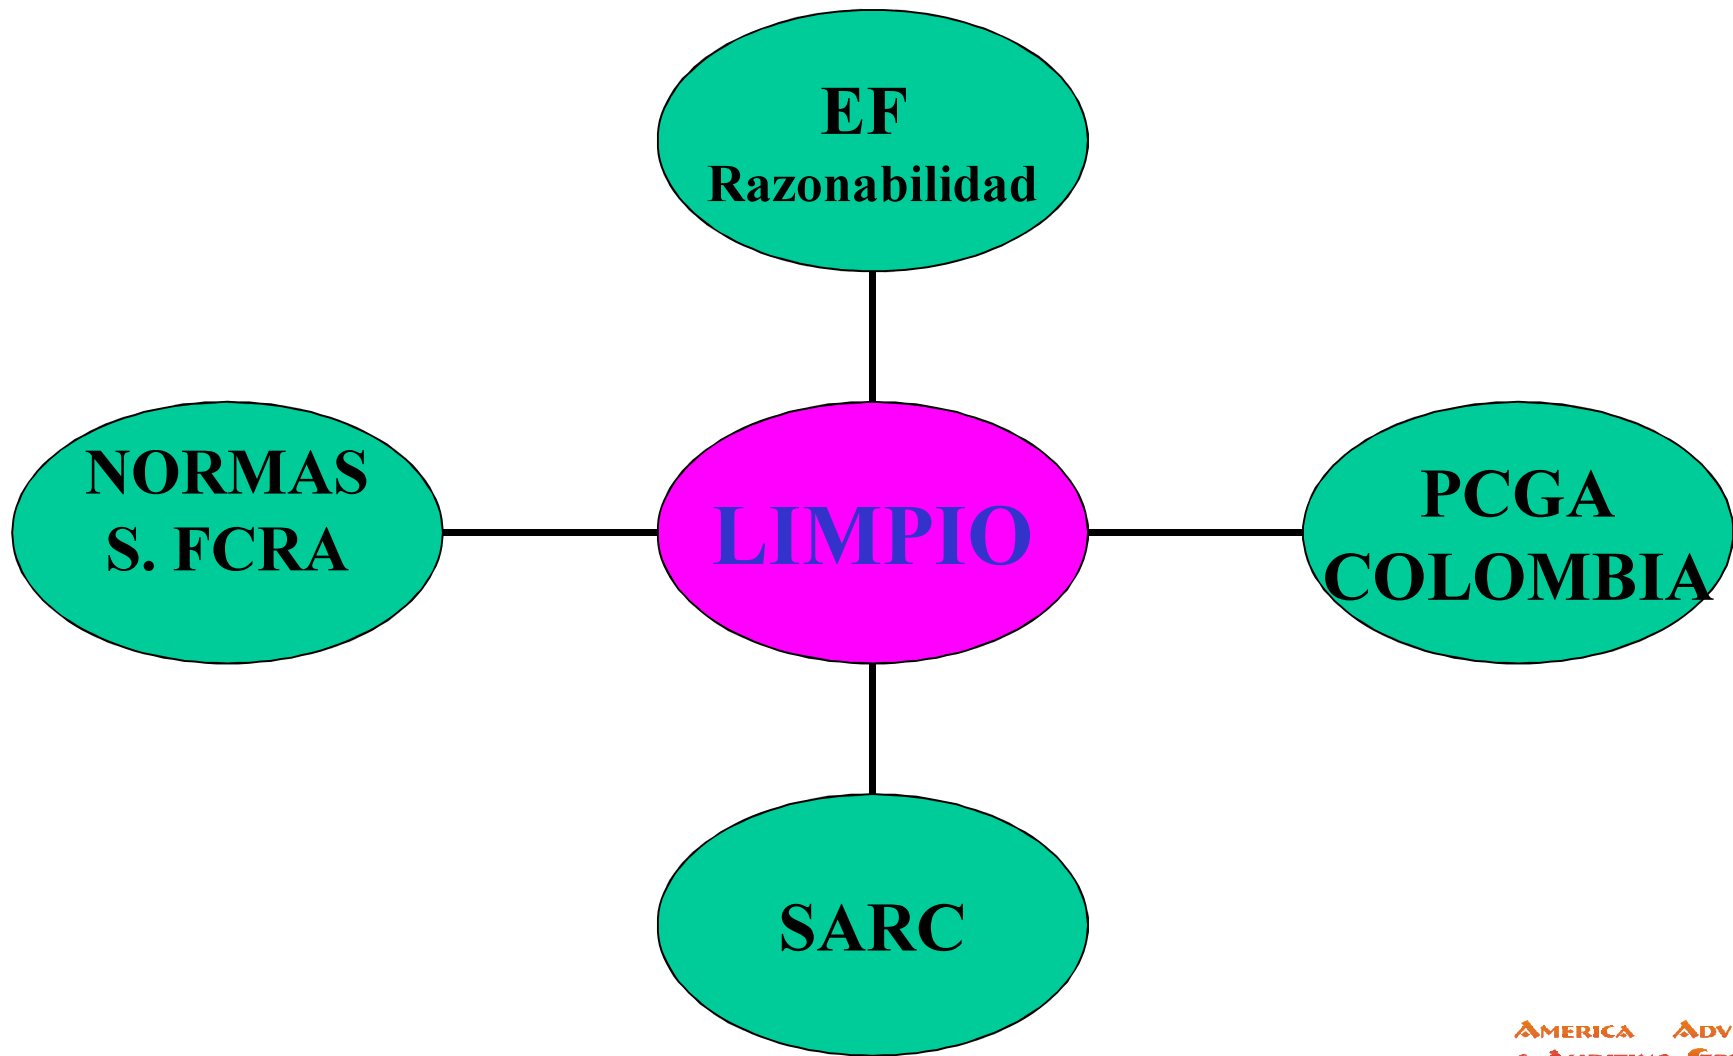 EF
Razonabilidad
NORMAS
S. FCRA
LIMPIO
PCGA
COLOMBIA
SARC
AMERICA ADV